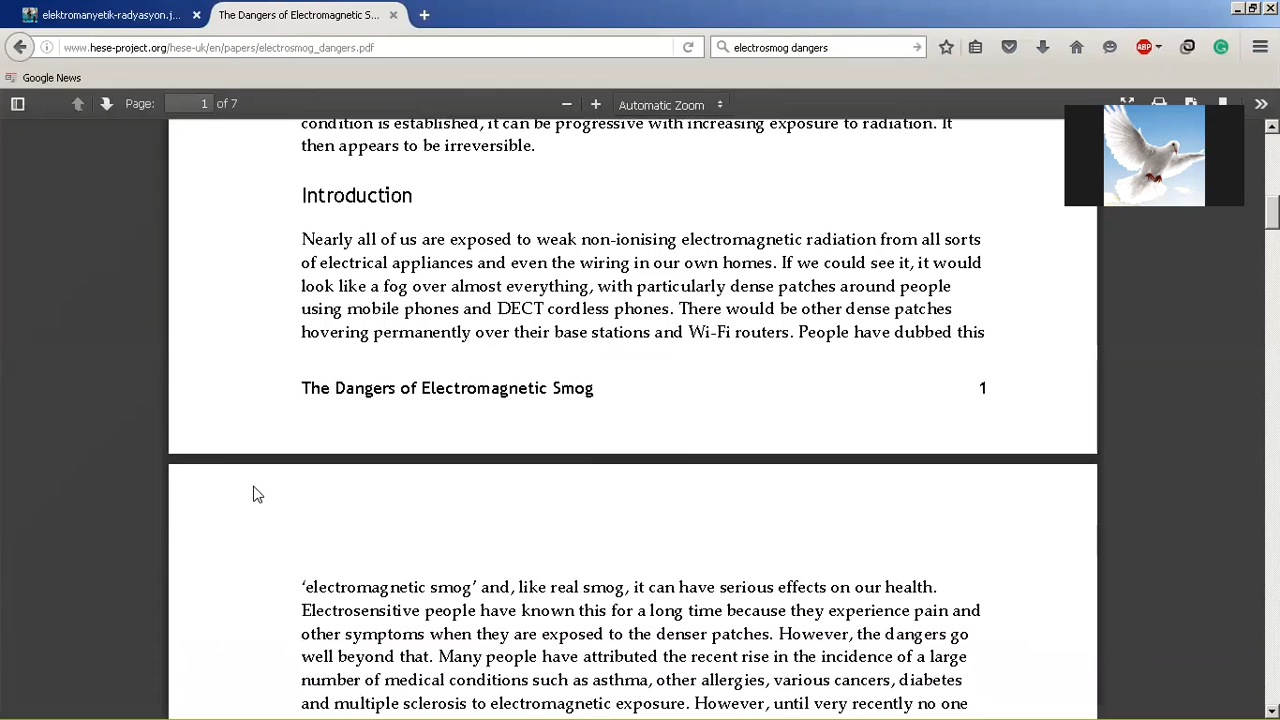 elektromanyetik-radyasyon.j...
The Dangers of Electromagnetic S...
www.hese-project.org/hese-uk/en/papers/electrosmog_dangers.pdf
electrosmog dangers
ABP
G
Google News
Page: 1 of 7
Automatic Zoom
condition is established, it can be progressive with increasing exposure to radiation. It
then appears to be irreversible.
Introduction
Nearly all of us are exposed to weak non-ionising electromagnetic radiation from all sorts
of electrical appliances and even the wiring in our own homes. If we could see it, it would
look like a fog over almost everything, with particularly dense patches around people
using mobile phones and DECT cordless phones. There would be other dense patches
hovering permanently over their base stations and Wi-Fi routers. People have dubbed this
The Dangers of Electromagnetic Smog 1
‘electromagnetic smog’ and, like real smog, it can have serious effects on our health.
Electrosensitive people have known this for a long time because they experience pain and
other symptoms when they are exposed to the denser patches. However, the dangers go
well beyond that. Many people have attributed the recent rise in the incidence of a large
number of medical conditions such as asthma, other allergies, various cancers, diabetes
and multiple sclerosis to electromagnetic exposure. However, until very recently no one